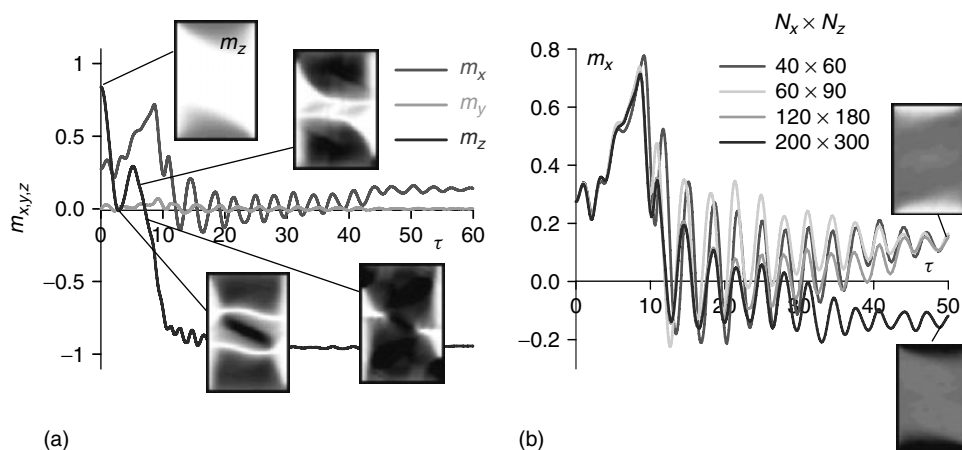 m_z
m_x
m_y
m_z
m_{x,y,z}
1
0.5
0.0
−0.5
−1
0 10 20 30 40 50 60
τ
(a)
N_x × N_z
m_x
40 × 60
60 × 90
120 × 180
200 × 300
0.8
0.6
0.4
0.2
0.0
−0.2
0 10 20 30 40 50
τ
(b)